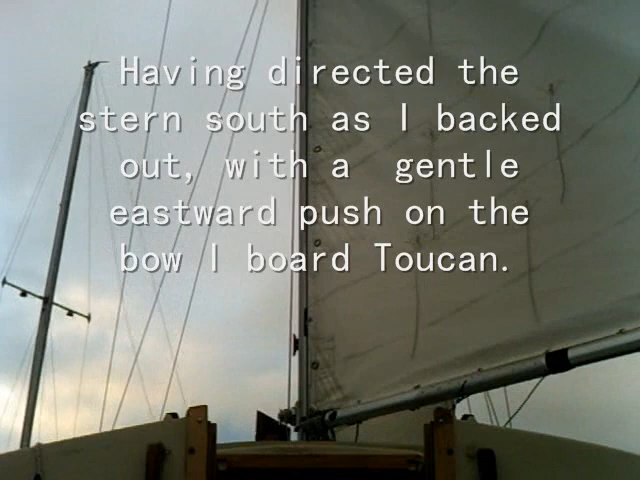 Having directed the
stern south as I backed
out, with a  gentle
eastward push on the
bow I board Toucan.